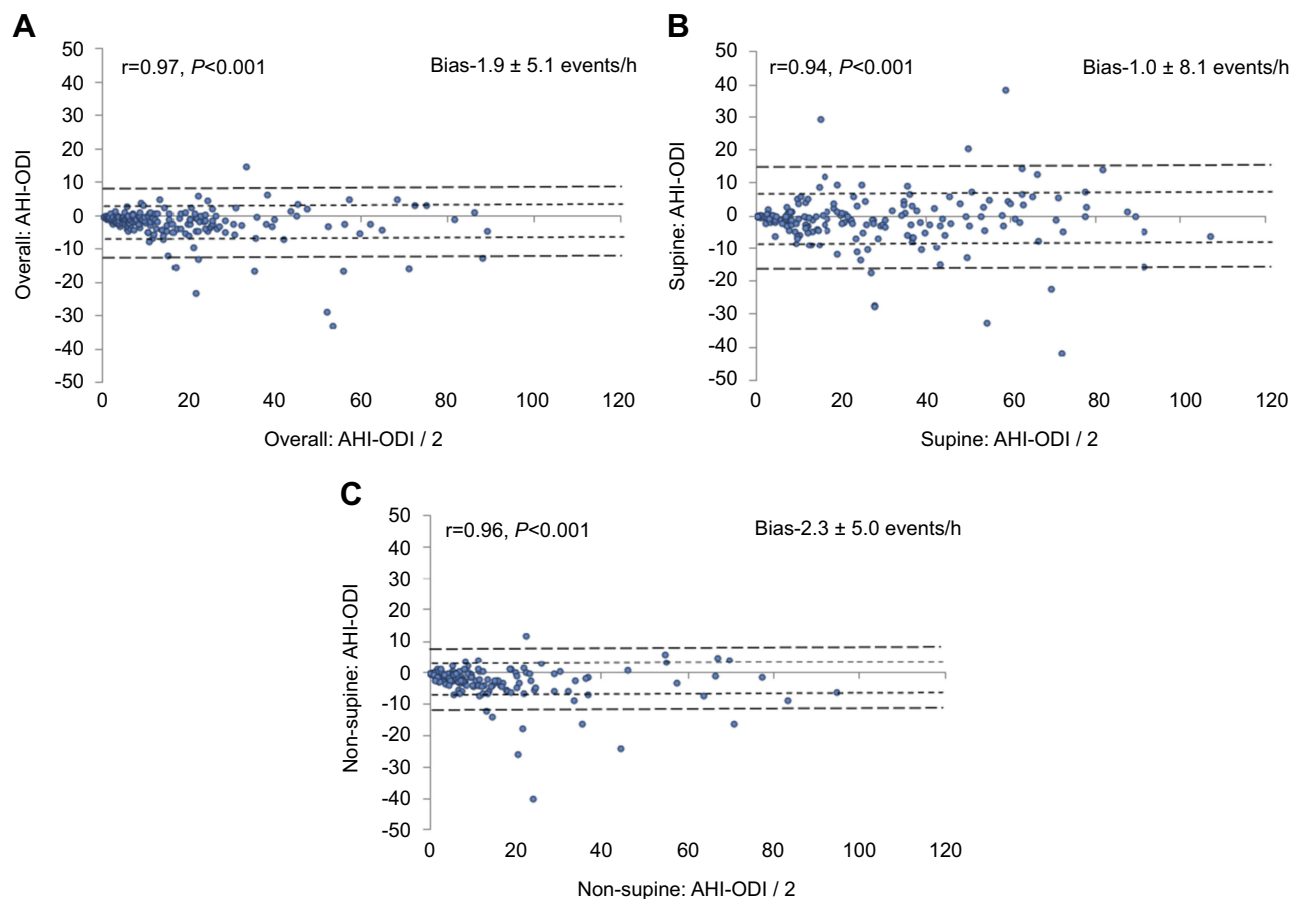 A
r=0.97, P<0.001
Bias-1.9 ± 5.1 events/h
Overall: AHI-ODI
50
40
30
20
10
0
-10
-20
-30
-40
-50
0 20 40 60 80 100 120
Overall: AHI-ODI / 2
B
r=0.94, P<0.001
Bias-1.0 ± 8.1 events/h
Supine: AHI-ODI
50
40
30
20
10
0
-10
-20
-30
-40
-50
0 20 40 60 80 100 120
Supine: AHI-ODI / 2
C
r=0.96, P<0.001
Bias-2.3 ± 5.0 events/h
Non-supine: AHI-ODI
50
40
30
20
10
0
-10
-20
-30
-40
-50
0 20 40 60 80 100 120
Non-supine: AHI-ODI / 2